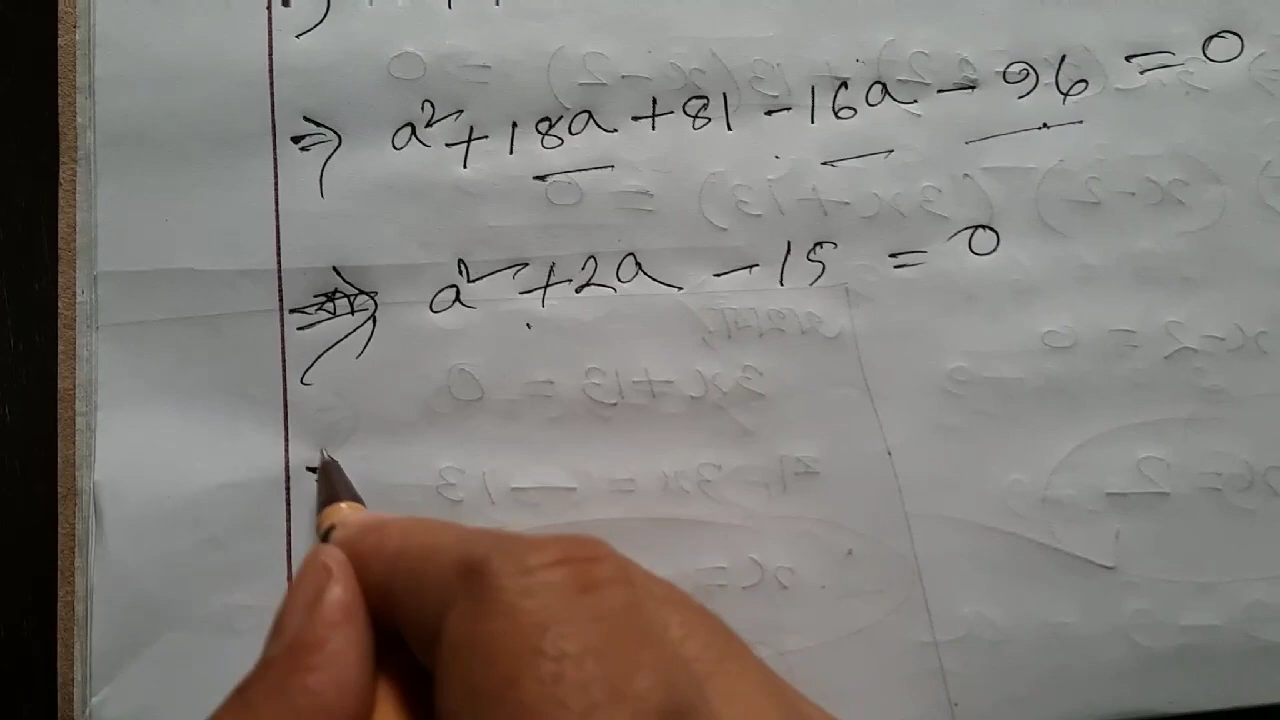 ⇒ a² + 18a + 81 - 16a - 96 = 0
⇒ a² + 2a - 15 = 0